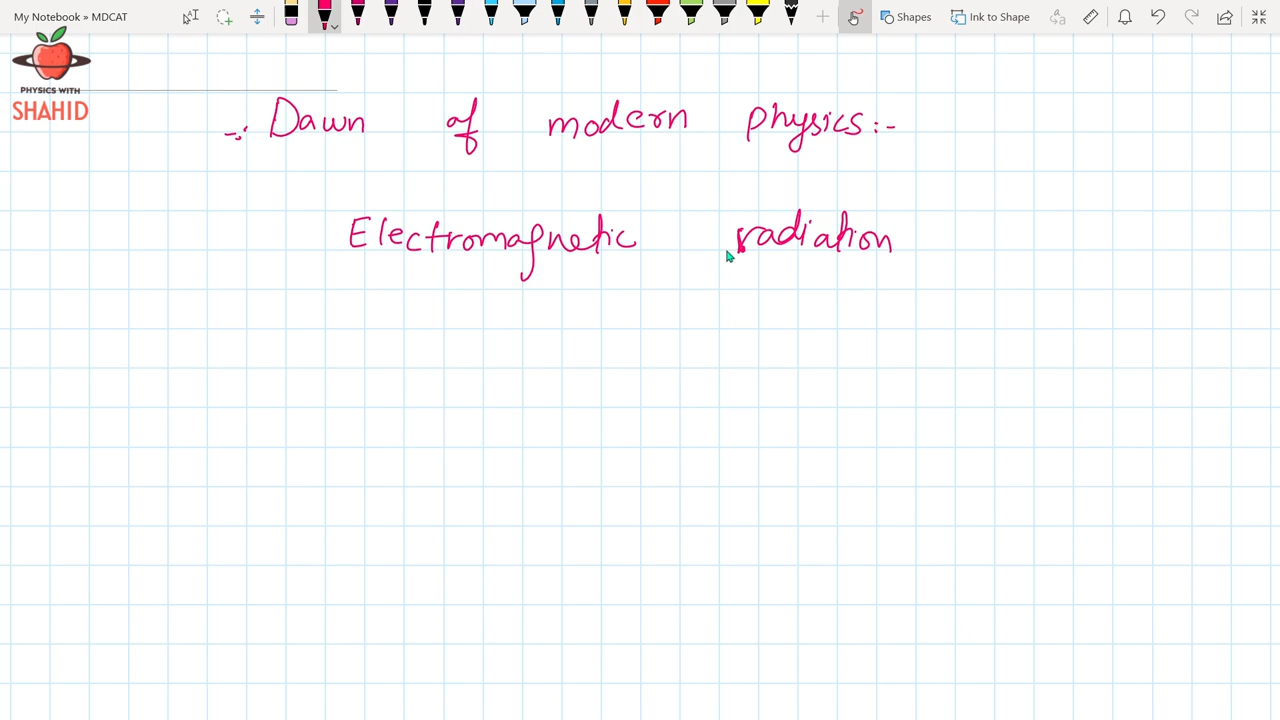 My Notebook » MDCAT
Shapes
Ink to Shape
PHYSICS WITH
SHAHID
-:- Dawn of modern physics:-
Electromagnetic radiation